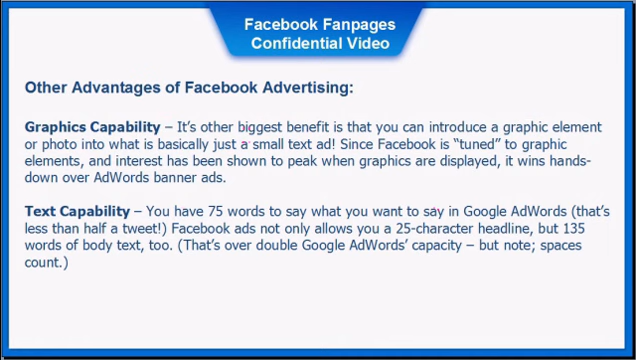 Facebook Fanpages
Confidential Video
Other Advantages of Facebook Advertising:
Graphics Capability – It's other biggest benefit is that you can introduce a graphic element
or photo into what is basically just a small text ad! Since Facebook is "tuned" to graphic
elements, and interest has been shown to peak when graphics are displayed, it wins hands-
down over AdWords banner ads.
Text Capability – You have 75 words to say what you want to say in Google AdWords (that's
less than half a tweet!) Facebook ads not only allows you a 25-character headline, but 135
words of body text, too. (That's over double Google AdWords' capacity – but note; spaces
count.)